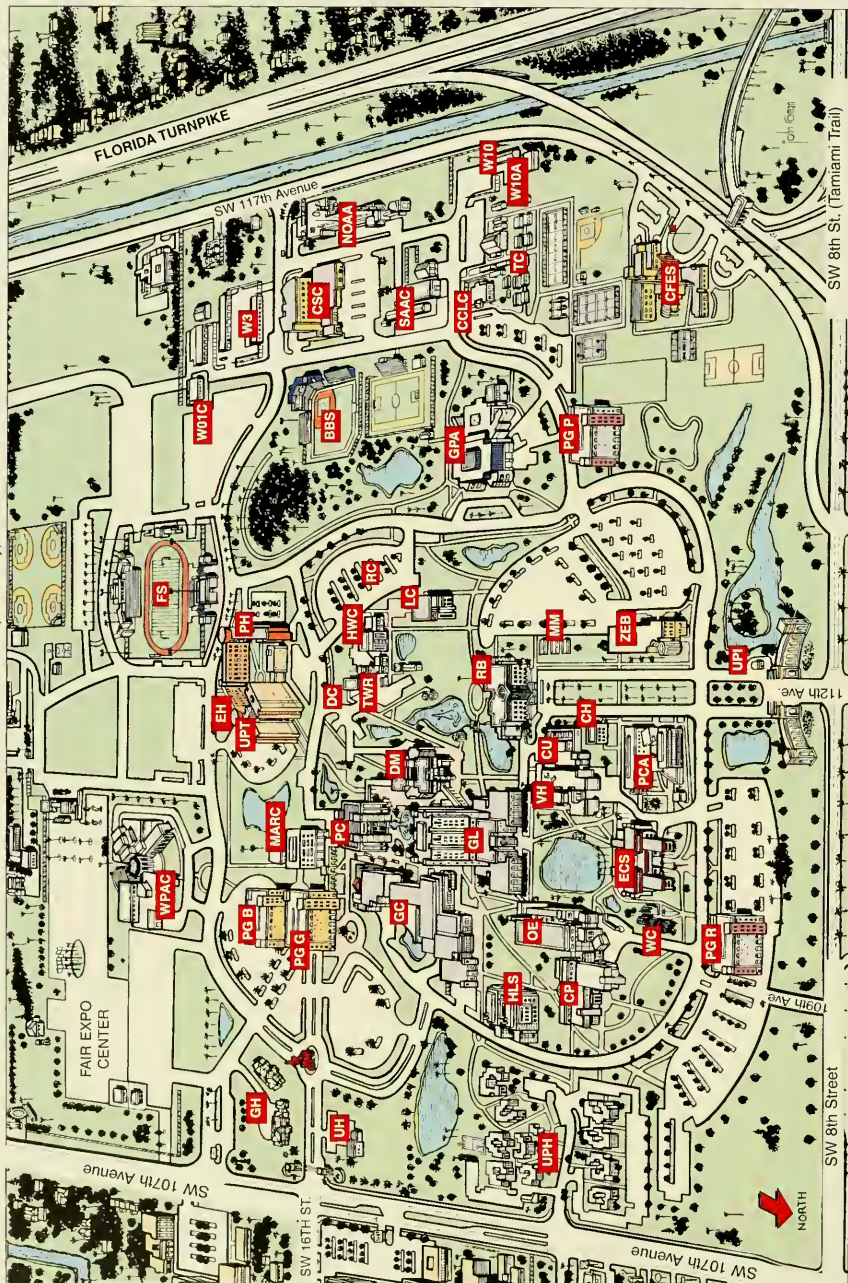 FLORIDA TURNPIKE
SW 117th Avenue
NOAA
W10
W10A
W3
CSC
SAAC
CCLC
TC
CFES
W01C
BBS
GPA
PG P
FS
RC
LC
HWC
PH
MM
ZEB
EH
UPT
DC
TWR
RB
UPI
112th Ave.
DM
CU
CH
VH
PCA
MARC
PC
GL
ECS
WPAC
PG B
PG G
GC
OE
WC
PG R
HLS
CP
109th Ave
FAIR EXPO
CENTER
GH
UH
UPH
SW 107th Avenue
SW 16TH ST.
SW 107th Avenue
NORTH
SW 8th Street
SW 8th St. (Tamiami Trail)